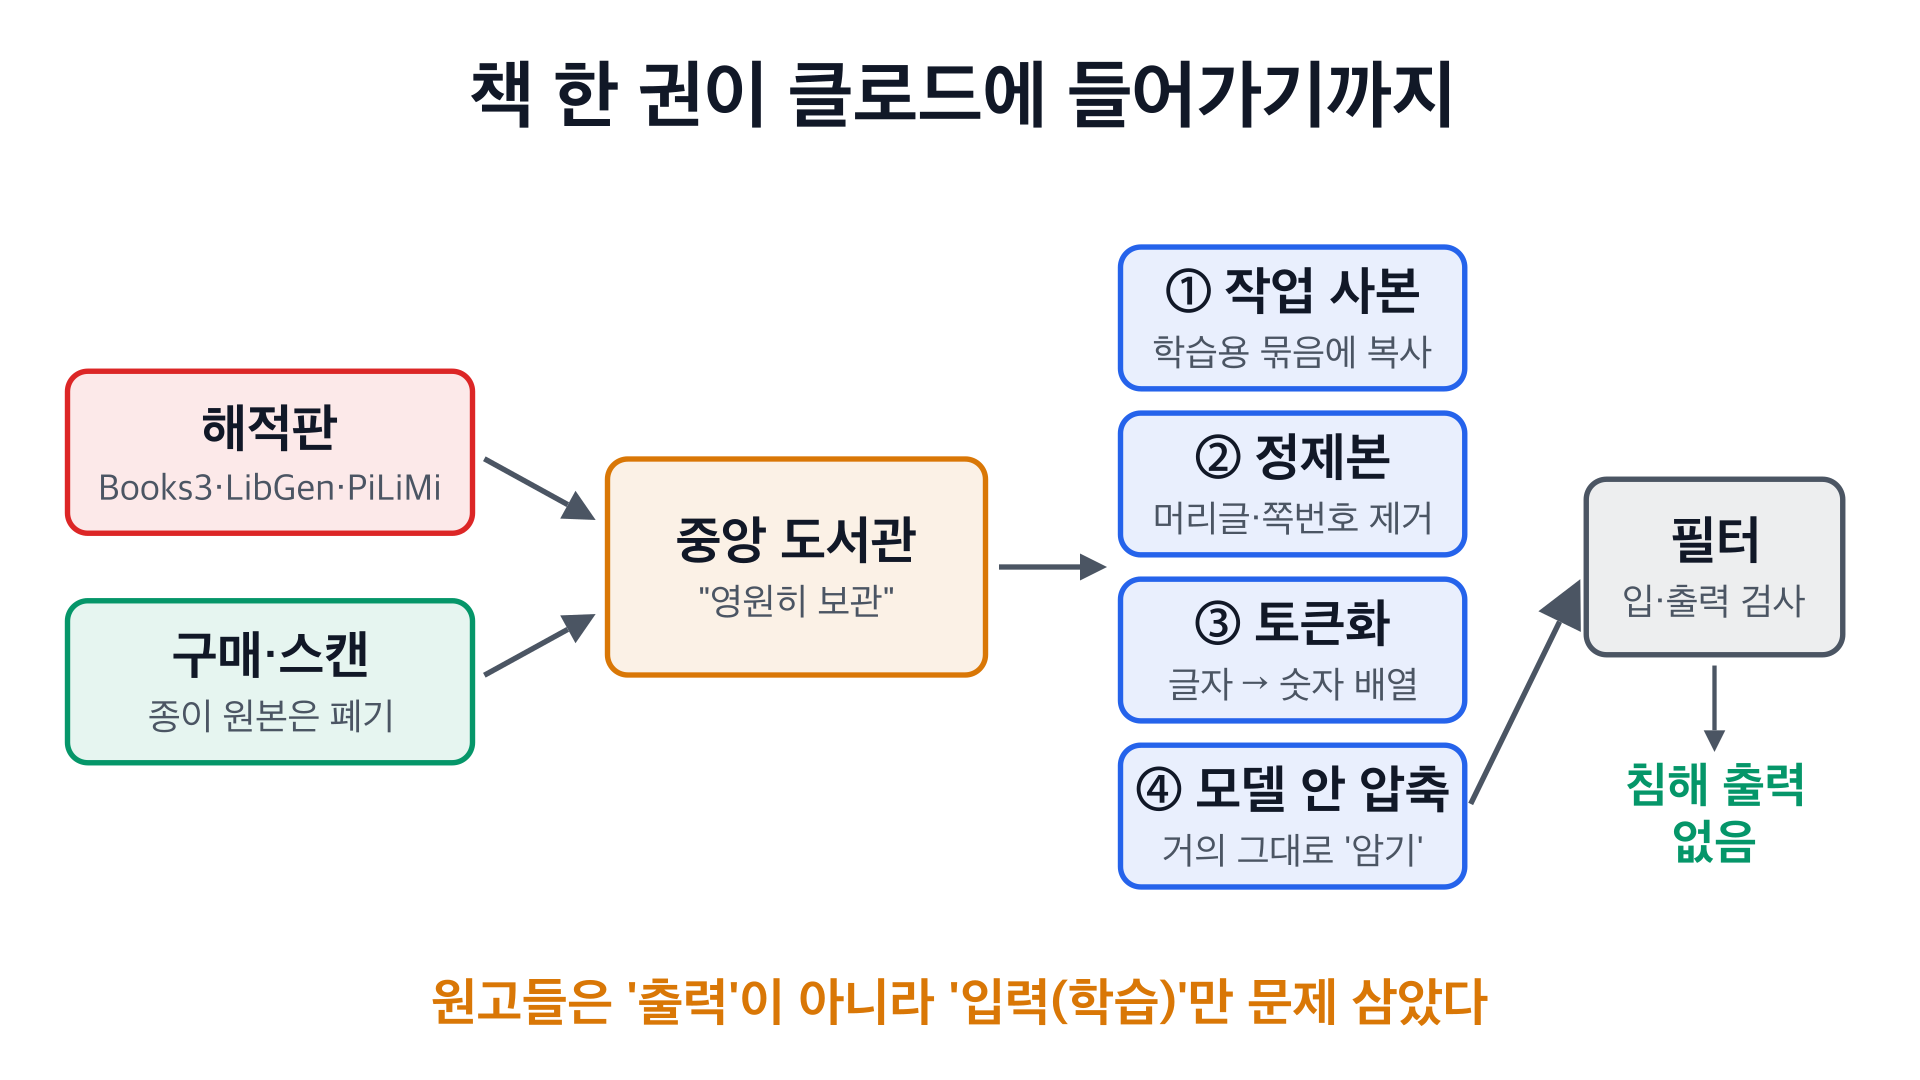 책 한 권이 클로드에 들어가기까지
해적판
Books3·LibGen·PiLiMi
구매·스캔
종이 원본은 폐기
중앙 도서관
"영원히 보관"
① 작업 사본
학습용 묶음에 복사
② 정제본
머리글·쪽번호 제거
③ 토큰화
글자 → 숫자 배열
④ 모델 안 압축
거의 그대로 '암기'
필터
입·출력 검사
침해 출력
없음
원고들은 '출력'이 아니라 '입력(학습)'만 문제 삼았다